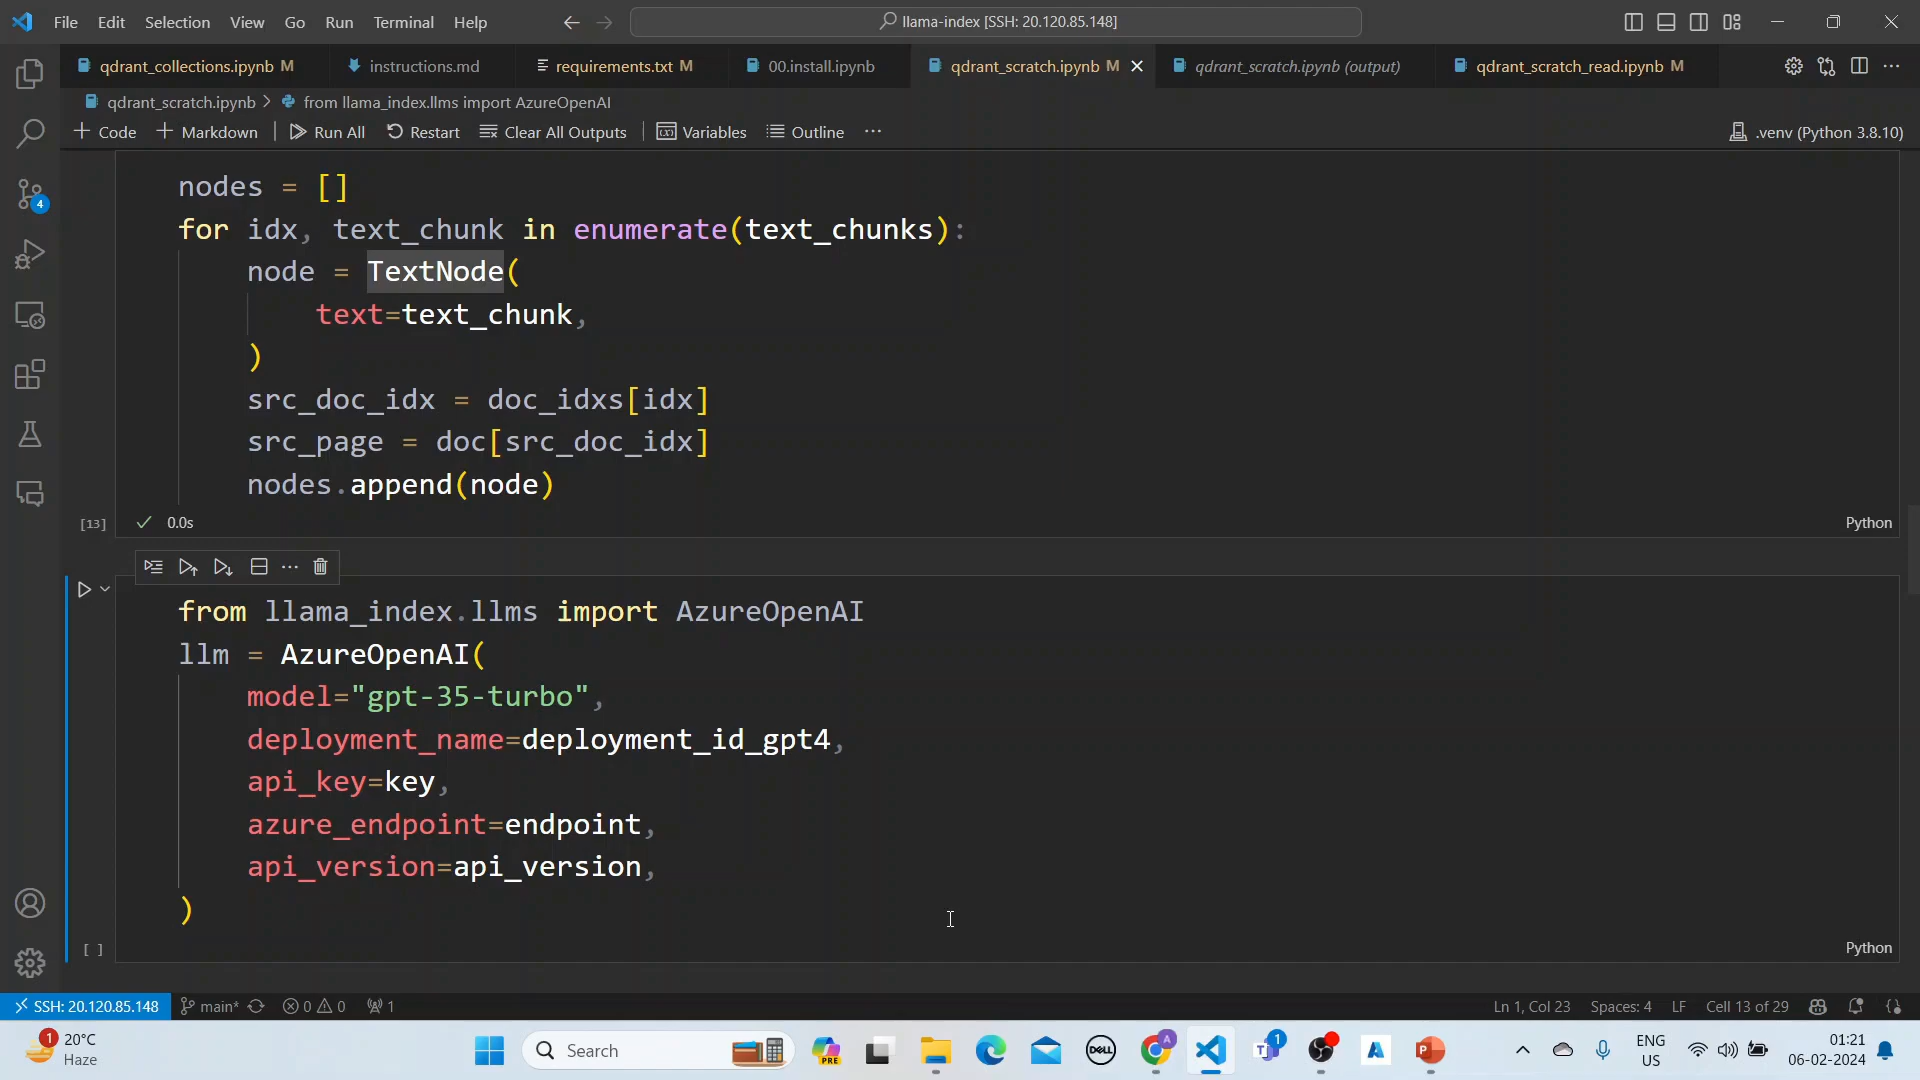 File Edit Selection View Go Run Terminal Help llama-index [SSH: 20.120.85.148]
qdrant_collections.ipynb M instructions.md requirements.txt M 00.install.ipynb qdrant_scratch.ipynb M qdrant_scratch.ipynb (output) qdrant_scratch_read.ipynb M
qdrant_scratch.ipynb > from llama_index.llms import AzureOpenAI
Code Markdown Run All Restart Clear All Outputs Variables Outline ... .venv (Python 3.8.10)
nodes = []
for idx, text_chunk in enumerate(text_chunks):
node = TextNode(
text=text_chunk,
)
src_doc_idx = doc_idxs[idx]
src_page = doc[src_doc_idx]
nodes.append(node)
[13] 0.0s Python
from llama_index.llms import AzureOpenAI
llm = AzureOpenAI(
model="gpt-35-turbo",
deployment_name=deployment_id_gpt4,
api_key=key,
azure_endpoint=endpoint,
api_version=api_version,
)
[ ] Python
4
SSH: 20.120.85.148 main* 0 0 1 Ln 1, Col 23 Spaces: 4 LF Cell 13 of 29
1 20°C
Haze
Search
PRE
DELL
A
1
ENG
US
01:21
06-02-2024